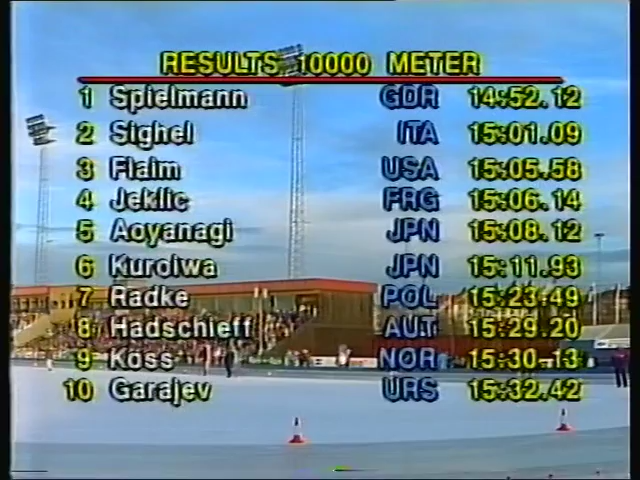 RESULTS 10000 METER
1 Spielmann GDR 14:52.12
2 Sighel ITA 15:01.09
3 Flaim USA 15:05.58
4 Jeklic FRG 15:06.14
5 Aoyanagi JPN 15:08.12
6 Kuroiwa JPN 15:11.93
7 Radke POL 15:23.49
8 Hadschieff AUT 15:29.20
9 Koss NOR 15:30.13
10 Garajev URS 15:32.42